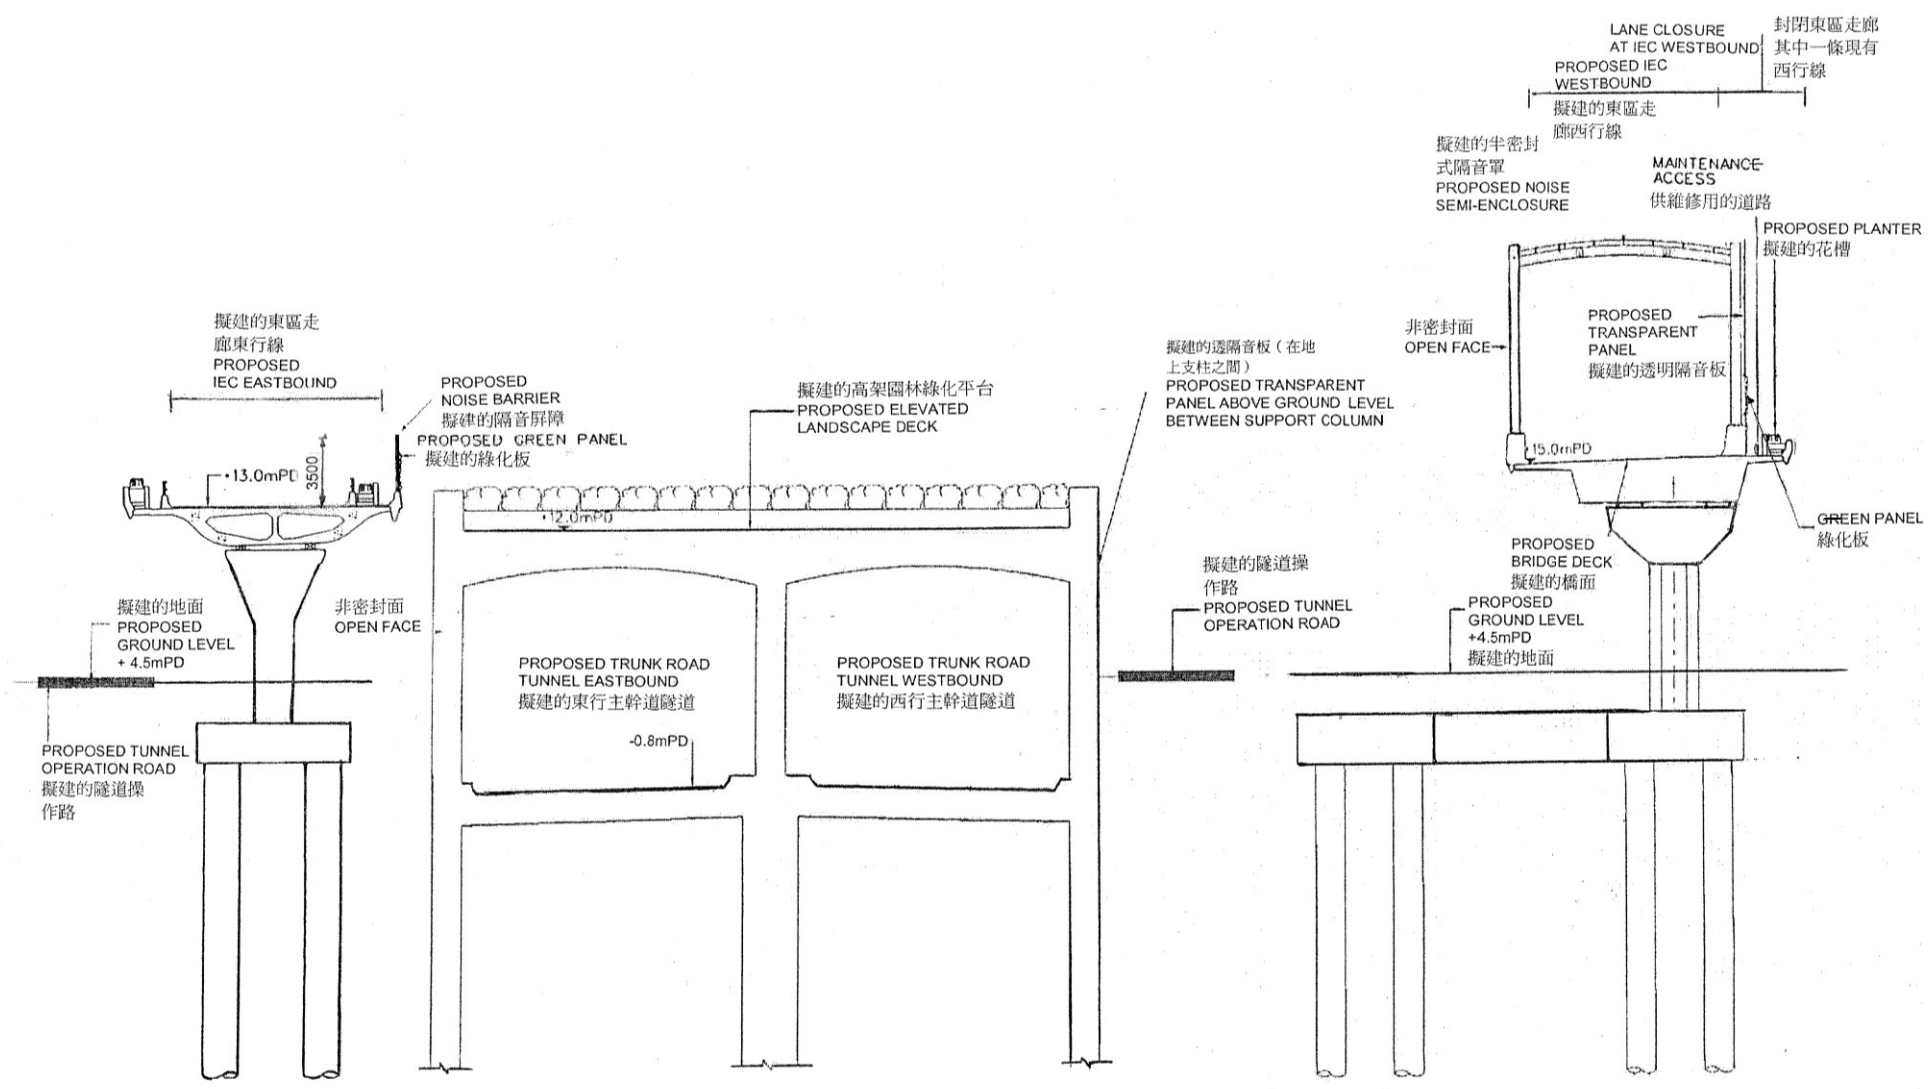 LANE CLOSURE
AT IEC WESTBOUND
封閉東區走廊
其中一條現有
西行線
PROPOSED IEC
WESTBOUND
擬建的東區走
廊西行線
擬建的半密封
式隔音罩
PROPOSED NOISE
SEMI-ENCLOSURE
MAINTENANCE
ACCESS
供維修用的道路
PROPOSED PLANTER
擬建的花槽
非密封面
OPEN FACE
PROPOSED
TRANSPARENT
PANEL
擬建的透明隔音板
15.0mPD
GREEN PANEL
綠化板
PROPOSED
BRIDGE DECK
擬建的橋面
PROPOSED
GROUND LEVEL
+4.5mPD
擬建的地面
擬建的東區走
廊東行線
PROPOSED
IEC EASTBOUND
PROPOSED
NOISE BARRIER
擬建的隔音屏障
PROPOSED GREEN PANEL
擬建的綠化板
+13.0mPD
3500
擬建的高架園林綠化平台
PROPOSED ELEVATED
LANDSCAPE DECK
+12.0mPD
擬建的透隔音板（在地
上支柱之間）
PROPOSED TRANSPARENT
PANEL ABOVE GROUND LEVEL
BETWEEN SUPPORT COLUMN
擬建的隧道操
作路
PROPOSED TUNNEL
OPERATION ROAD
擬建的地面
PROPOSED
GROUND LEVEL
+ 4.5mPD
非密封面
OPEN FACE
PROPOSED TRUNK ROAD
TUNNEL EASTBOUND
擬建的東行主幹道隧道
PROPOSED TRUNK ROAD
TUNNEL WESTBOUND
擬建的西行主幹道隧道
-0.8mPD
PROPOSED TUNNEL
OPERATION ROAD
擬建的隧道操
作路